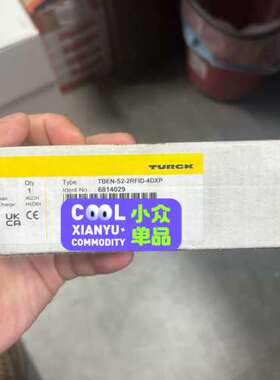 TURCK
Qty
1
Type: TBEN-S2-2RFID-4DXP
Ident No.: 6814029
UK
CA
CE
COOL 小众
XIANYU+ 单品
COMMODITY